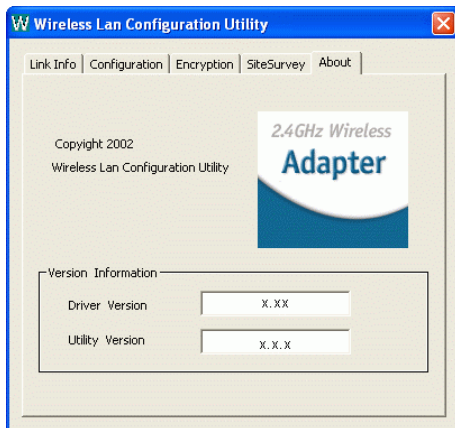 W Wireless Lan Configuration Utility
Link Info Configuration Encryption SiteSurvey About
2.4GHz Wireless
Adapter
Copyight 2002
Wireless Lan Configuration Utility
Version Information
Driver Version x.xx
Utility Version x.x.x